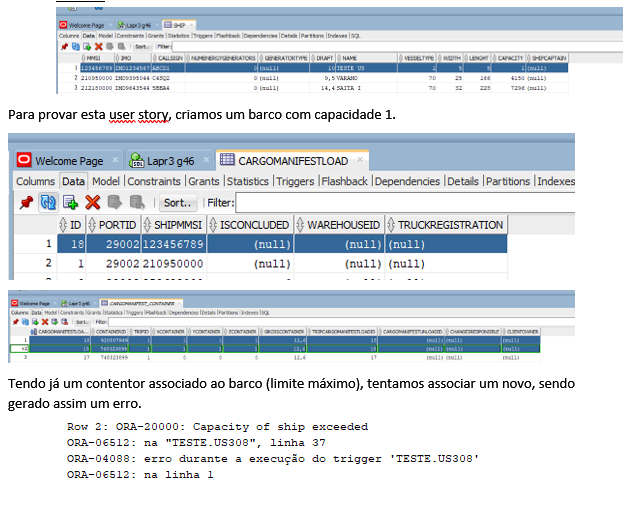 Welcome Page Lapr3 g46 SHIP
Columns Data Model Constraints Grants Statistics Triggers Flashback Dependencies Details Partitions Indexes SQL
Sort.. Filter:
MMSI IMO CALLSIGN NUMENERGYGENERATORS GENERATORTYPE DRAFT NAME VESSELTYPE WIDTH LENGHT CAPACITY SHIPCAPTAIN
1 123456789 IMO1234567 ABCD1 0 (null) 10 TESTE US 1 5 5 1 (null)
2 210950000 IMO9395044 C4SQ2 0 (null) 9,5 VARAMO 70 25 166 4150 (null)
3 212180000 IMO9643544 5BBA4 0 (null) 14,4 SAITA I 70 32 228 7296 (null)
Para provar esta user story, criamos um barco com capacidade 1.
Welcome Page Lapr3 g46 CARGOMANIFESTLOAD
Columns Data Model Constraints Grants Statistics Triggers Flashback Dependencies Details Partitions Indexes
Sort.. Filter:
ID PORTID SHIPMMSI ISCONCLUDED WAREHOUSEID TRUCKREGISTRATION
1 18 29002 123456789 (null) (null) (null)
2 1 29002 210950000 (null) (null) (null)
Welcome Page Lapr3 g46 CARGOMANIFEST_CONTAINER
Columns Data Model Constraints Grants Statistics Triggers Flashback Dependencies Details Partitions Indexes SQL
Sort.. Filter:
CARGOMANIFESTLOA... CONTAINERID TRIPID XCONTAINER YCONTAINER ZCONTAINER GROSSCONTAINER TRIPCARGOMANIFESTLOADID CARGOMANIFESTUNLOADID CHANGESRESPONSIBLE CLIENTOWNER
1 18 920307949 1 1 1 1 12,6 18 (null) (null) (null)
+2 18 748323099 1 1 1 1 12,6 18 (null) (null) (null)
3 17 748323099 1 0 0 0 12,6 17 (null) (null) (null)
Tendo já um contentor associado ao barco (limite máximo), tentamos associar um novo, sendo
gerado assim um erro.
Row 2: ORA-20000: Capacity of ship exceeded
ORA-06512: na "TESTE.US308", linha 37
ORA-04088: erro durante a execução do trigger 'TESTE.US308'
ORA-06512: na linha 1